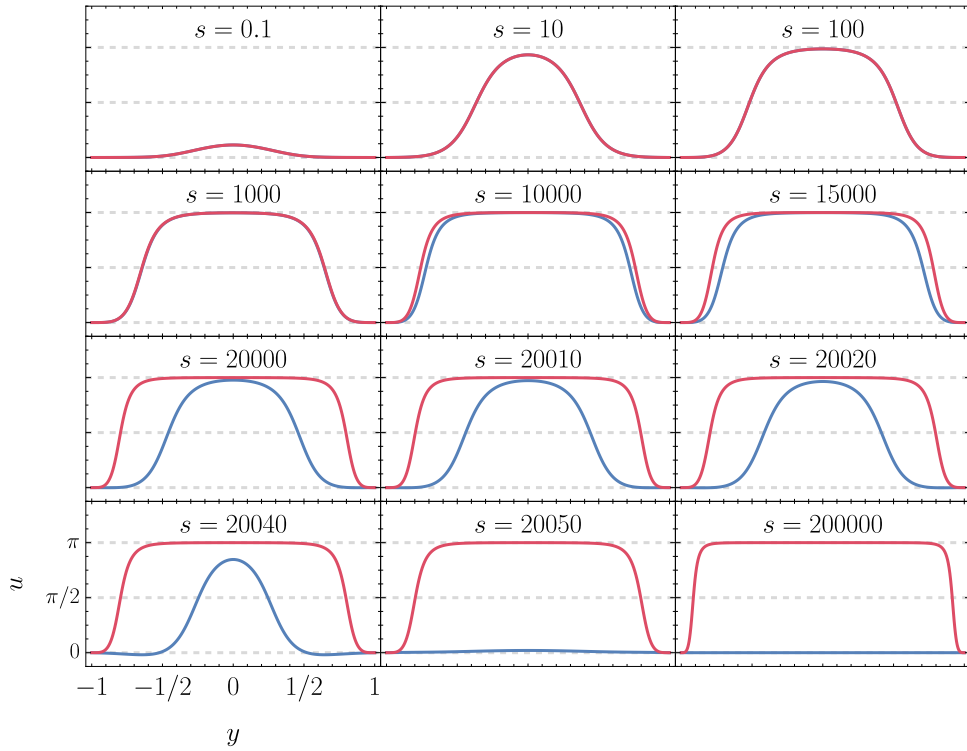 s = 0.1
s = 10
s = 100
s = 1000
s = 10000
s = 15000
s = 20000
s = 20010
s = 20020
s = 20040
s = 20050
s = 200000
π
π/2
0
u
−1
−1/2
0
1/2
1
y